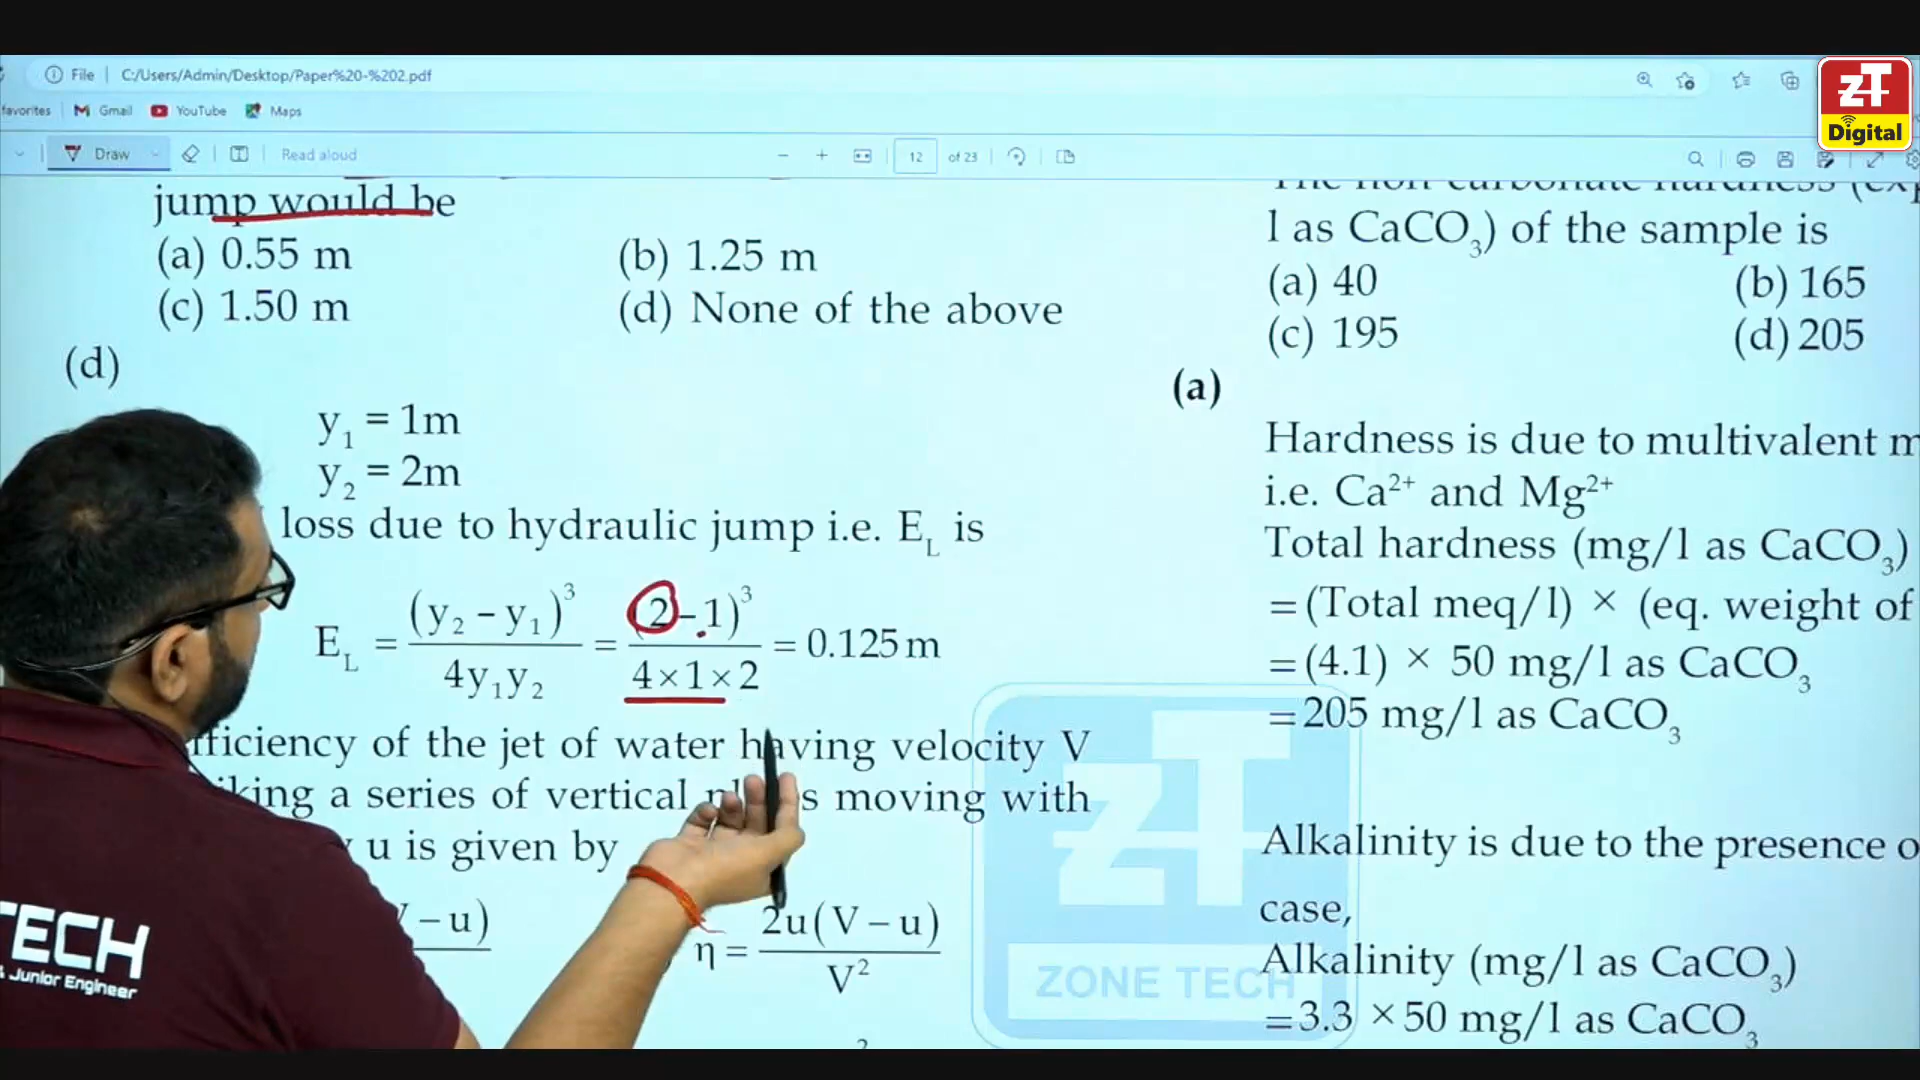 File | C:/Users/Admin/Desktop/Paper%20-%202.pdf
favorites Gmail YouTube Maps
Draw Read aloud 12 of 23
ZT
Digital
jump would be
(a) 0.55 m (b) 1.25 m
(c) 1.50 m (d) None of the above
(d)
y₁ = 1m
y₂ = 2m
loss due to hydraulic jump i.e. E_L is
E_L = (y₂ – y₁)³ / 4y₁y₂ = (2–1)³ / 4×1×2 = 0.125 m
of the jet of water having velocity V
a series of vertical moving with
u is given by
– u)
η = 2u(V – u) / V²
l as CaCO₃) of the sample is
(a) 40 (b) 165
(c) 195 (d) 205
(a)
Hardness is due to multivalent
i.e. Ca²⁺ and Mg²⁺
Total hardness (mg/l as CaCO₃)
= (Total meq/l) × (eq. weight of
= (4.1) × 50 mg/l as CaCO₃
= 205 mg/l as CaCO₃
Alkalinity is due to the presence
case,
Alkalinity (mg/l as CaCO₃)
= 3.3 × 50 mg/l as CaCO₃
ZT
ZONE TECH
TECH
& Junior Engineer